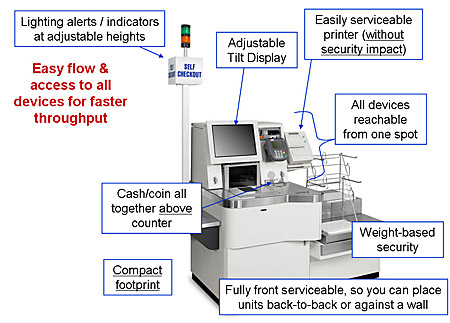 Lighting alerts / indicators
at adjustable heights
Easy flow &
access to all
devices for faster
throughput
SELF
CHECKOUT
Adjustable
Tilt Display
Easily serviceable
printer (without
security impact)
All devices
reachable
from one spot
Cash/coin all
together above
counter
Weight-based
security
Compact
footprint
Fully front serviceable, so you can place
units back-to-back or against a wall